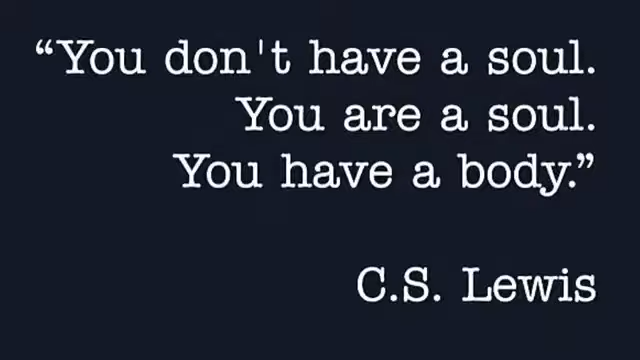 “You don't have a soul.
You are a soul.
You have a body.”
C.S. Lewis